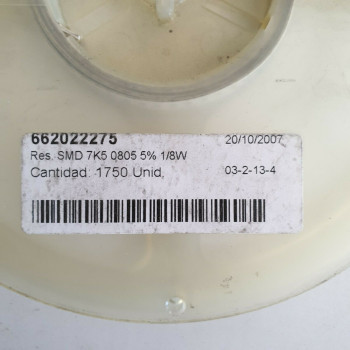 662022275 20/10/2007
Res. SMD 7K5 0805 5% 1/8W
Cantidad: 1750 Unid, 03-2-13-4